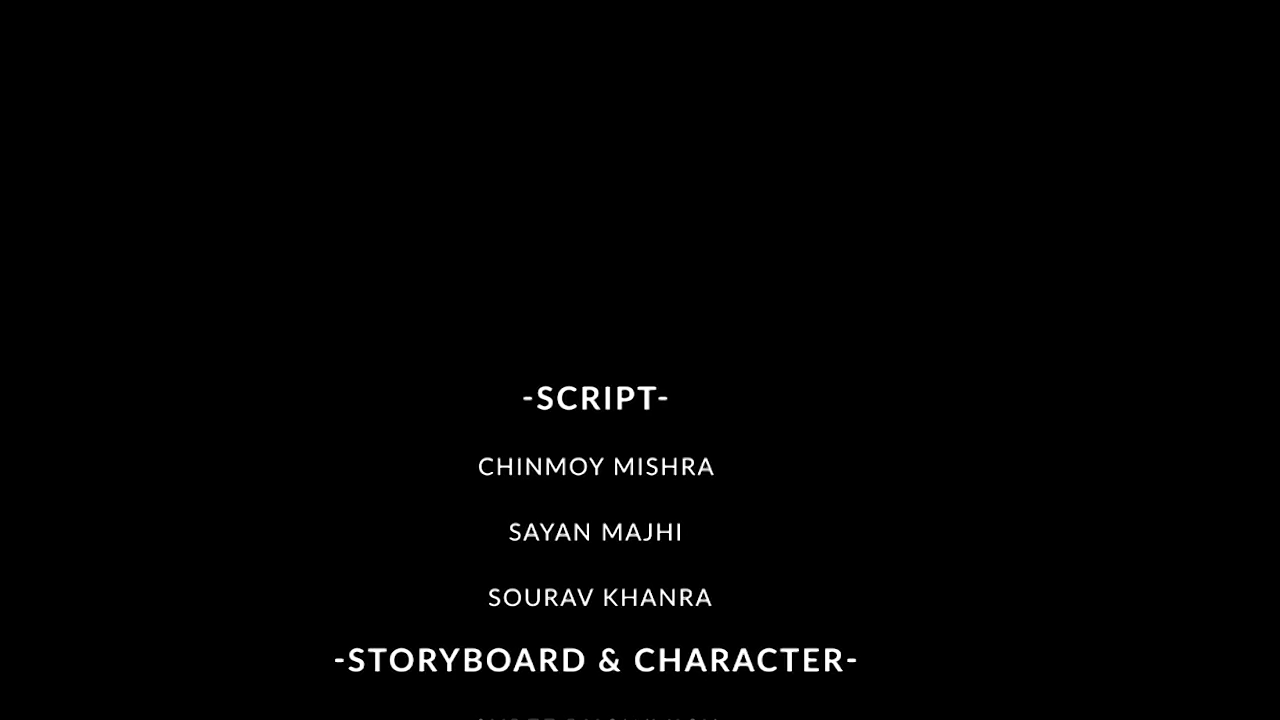 -SCRIPT-
CHINMOY MISHRA
SAYAN MAJHI
SOURAV KHANRA
-STORYBOARD & CHARACTER-